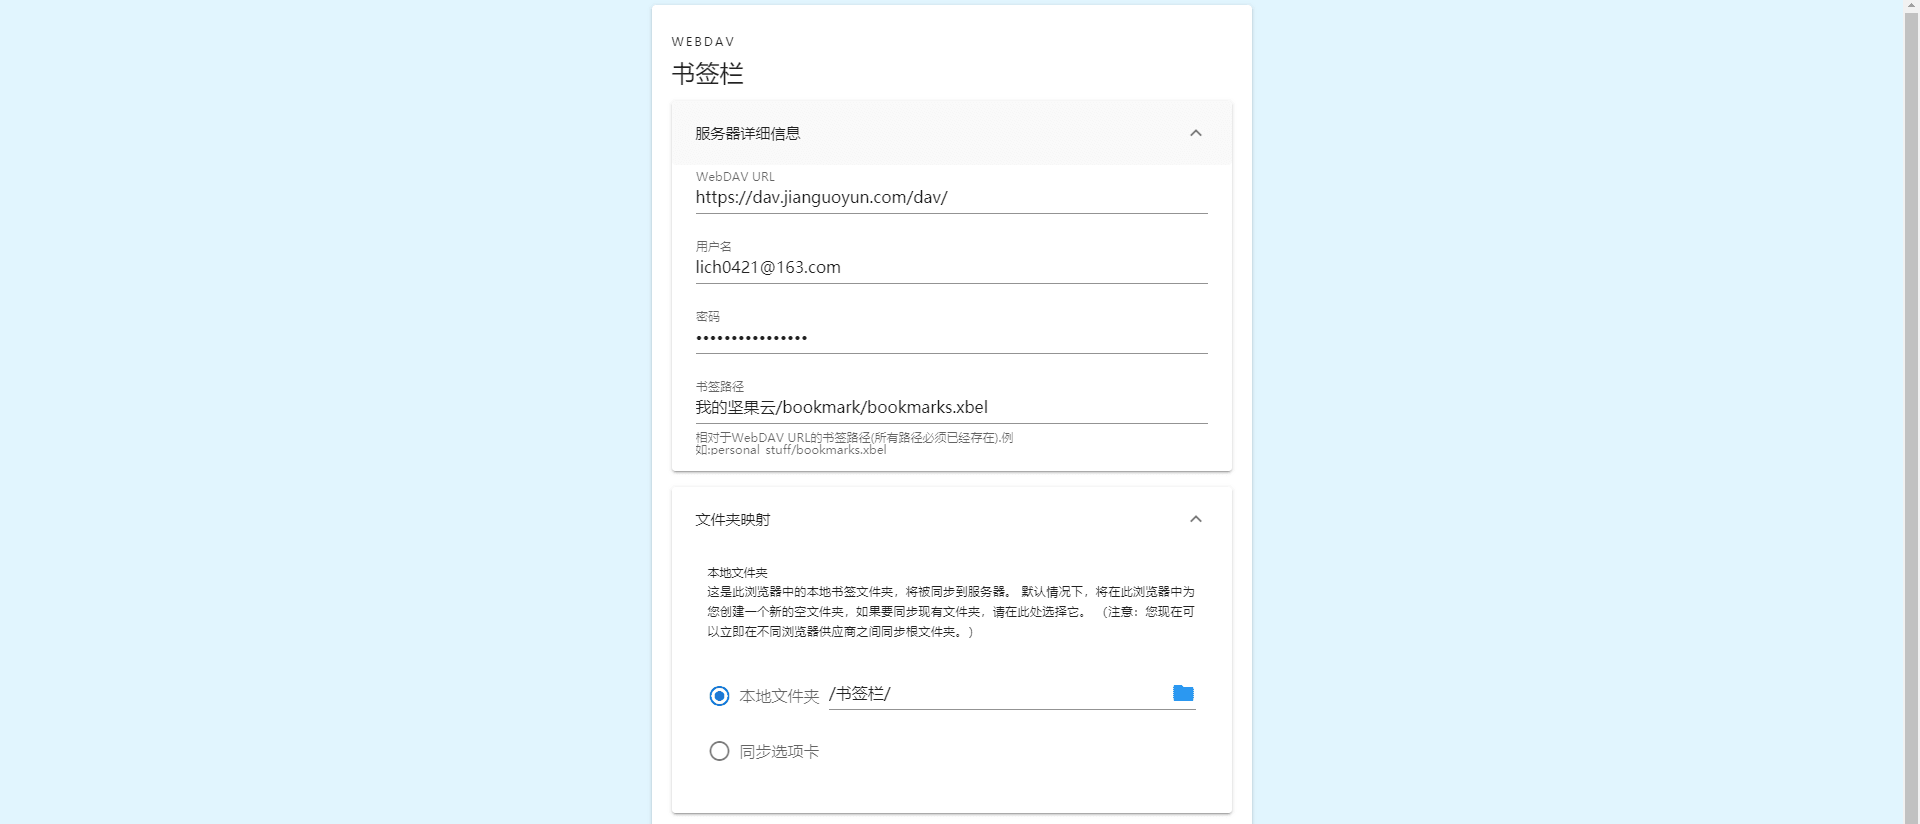 WEBDAV
书签栏
服务器详细信息
WebDAV URL
https://dav.jianguoyun.com/dav/
用户名
lich0421@163.com
密码
••••••••••••••••
书签路径
我的坚果云/bookmark/bookmarks.xbel
相对于WebDAV URL的书签路径(所有路径必须已经存在).例
如:personal_stuff/bookmarks.xbel
文件夹映射
本地文件夹
这是此浏览器中的本地书签文件夹，将被同步到服务器。 默认情况下，将在此浏览器中为
您创建一个新的空文件夹，如果要同步现有文件夹，请在此处选择它。 （注意：您现在可
以立即在不同浏览器供应商之间同步根文件夹。）
本地文件夹 /书签栏/
同步选项卡